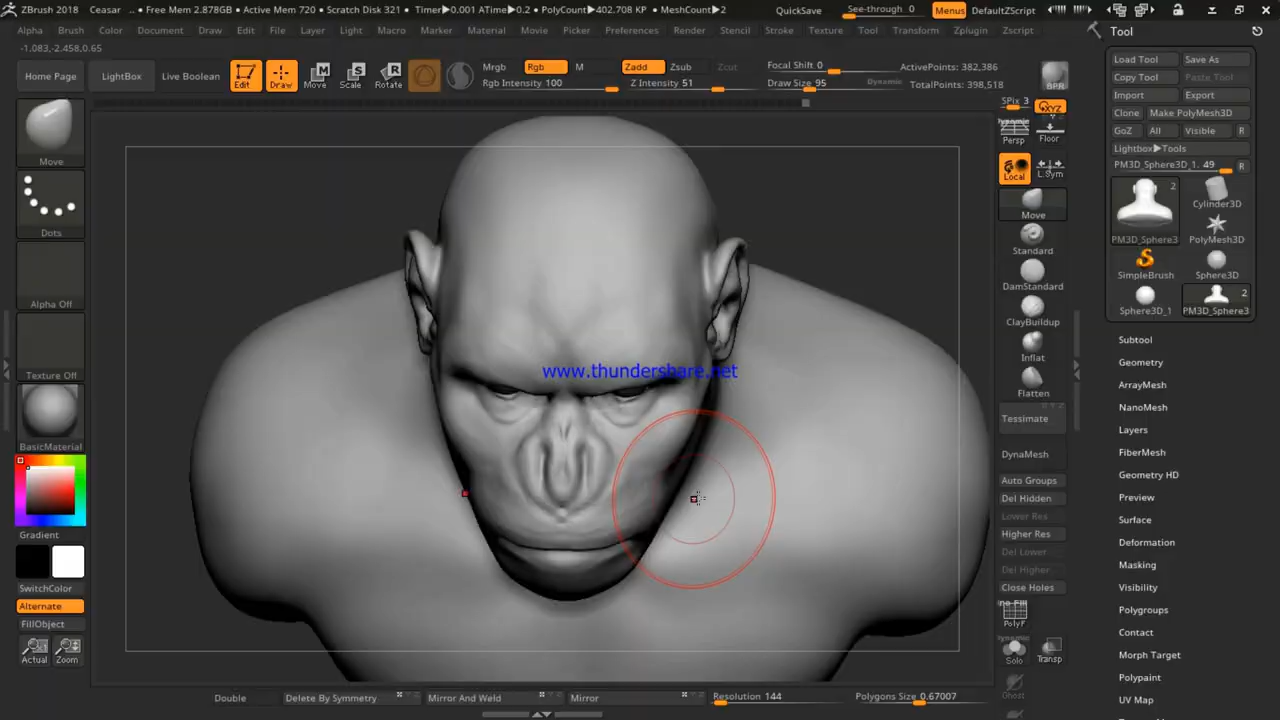 ZBrush 2018 Ceasar .. • Free Mem 2.878GB • Active Mem 720 • Scratch Disk 321 • Timer▶0.001 ATime▶0.2 • PolyCount▶402.708 KP • MeshCount▶2 QuickSave See-through 0 Menus DefaultZScript
Alpha Brush Color Document Draw Edit File Layer Light Macro Marker Material Movie Picker Preferences Render Stencil Stroke Texture Tool Transform Zplugin Zscript
-1.083,-2.458,0.65
Home Page LightBox Live Boolean Edit Draw Move Scale Rotate
Mrgb Rgb M Zadd Zsub Zcut Focal Shift 0 ActivePoints: 382,386
Rgb Intensity 100 Z Intensity 51 Draw Size 95 Dynamic TotalPoints: 398,518
Move
Dots
Alpha Off
Texture Off
BasicMaterial
Gradient
SwitchColor
Alternate
FillObject
Actual Zoom
www.thundershare.net
BPR
SPix 3
XYZ
Dynamic
Persp Floor
Local L.Sym
Move
Standard
DamStandard
ClayBuildup
Inflat
Flatten
Tessimate
DynaMesh
Auto Groups
Del Hidden
Lower Res
Higher Res
Del Lower
Del Higher
Close Holes
PolyF
Dynamic
Solo Transp
Ghost
Tool
Load Tool Save As
Copy Tool Paste Tool
Import Export
Clone Make PolyMesh3D
GoZ All Visible R
Lightbox▶Tools
PM3D_Sphere3D_1. 49 R
2
PM3D_Sphere3 Cylinder3D
PolyMesh3D
SimpleBrush Sphere3D
2
Sphere3D_1 PM3D_Sphere3
Subtool
Geometry
ArrayMesh
NanoMesh
Layers
FiberMesh
Geometry HD
Preview
Surface
Deformation
Masking
Visibility
Polygroups
Contact
Morph Target
Polypaint
UV Map
Double Delete By Symmetry Mirror And Weld Mirror Resolution 144 Polygons Size 0.67007